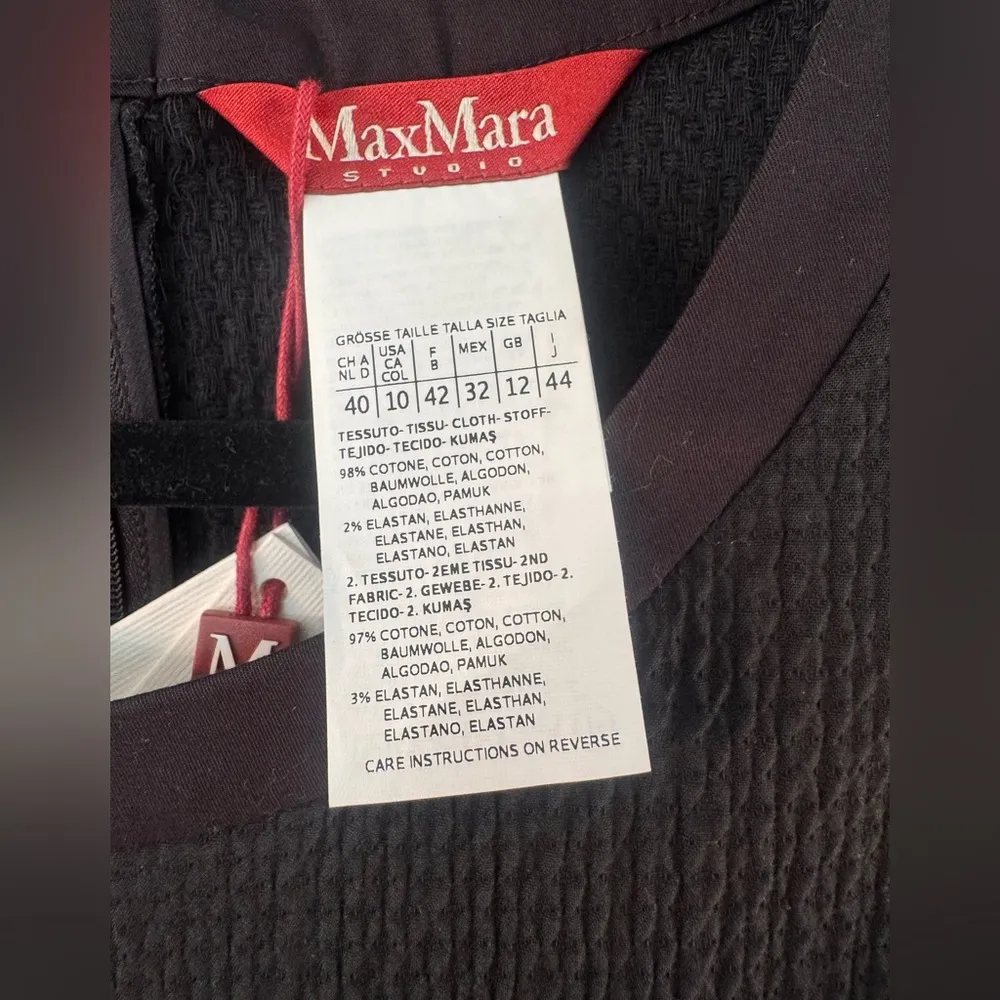 MaxMara
STUDIO
GRÖSSE TAILLE TALLA SIZE TAGLIA
CH A NL D USA CA COL F B MEX GB I J
40 10 42 32 12 44
TESSUTO- TISSU- CLOTH- STOFF-
TEJIDO- TECIDO- KUMAŞ
98% COTONE, COTON, COTTON,
BAUMWOLLE, ALGODON,
ALGODAO, PAMUK
2% ELASTAN, ELASTHANNE,
ELASTANE, ELASTHAN,
ELASTANO, ELASTAN
2. TESSUTO- 2EME TISSU- 2ND
FABRIC- 2. GEWEBE- 2. TEJIDO- 2.
TECIDO- 2. KUMAŞ
97% COTONE, COTON, COTTON,
BAUMWOLLE, ALGODON,
ALGODAO, PAMUK
3% ELASTAN, ELASTHANNE,
ELASTANE, ELASTHAN,
ELASTANO, ELASTAN
CARE INSTRUCTIONS ON REVERSE
M